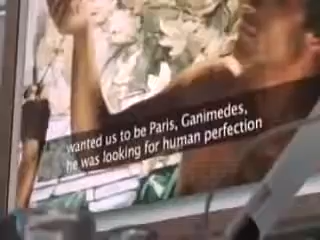 wanted us to be Paris, Ganimedes,
he was looking for human perfection